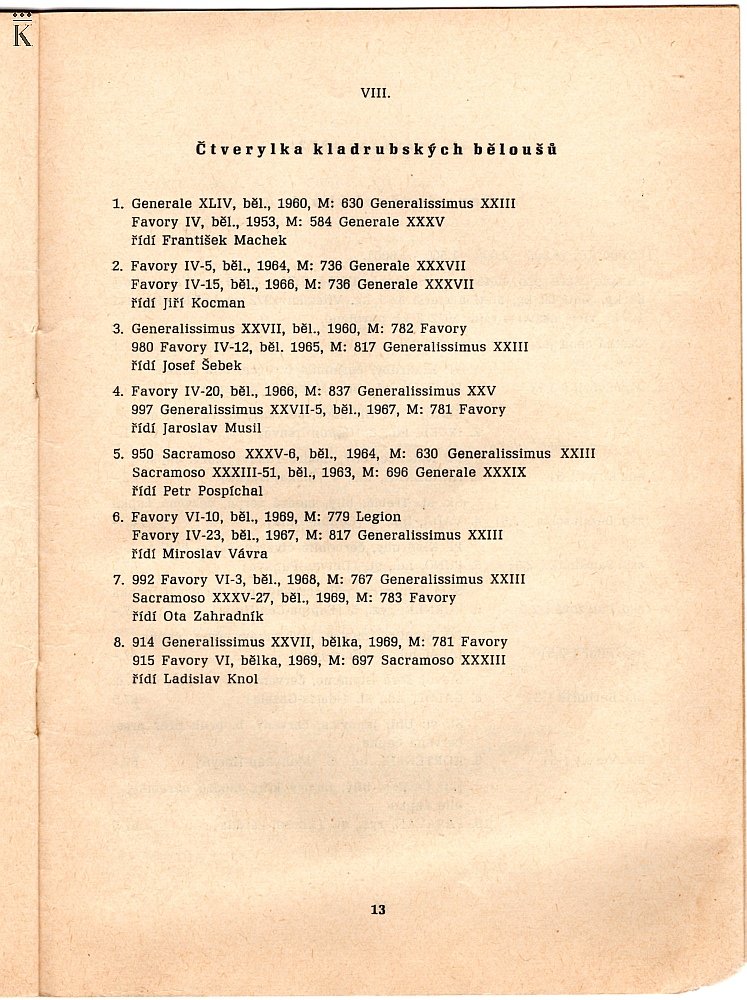 K
VIII.
Čtverylka kladrubských běloušů
1. Generale XLIV, běl., 1960, M: 630 Generalissimus XXIII
Favory IV, běl., 1953, M: 584 Generale XXXV
řídí František Machek
2. Favory IV-5, běl., 1964, M: 736 Generale XXXVII
Favory IV-15, běl., 1966, M: 736 Generale XXXVII
řídí Jiří Kocman
3. Generalissimus XXVII, běl., 1960, M: 782 Favory
980 Favory IV-12, běl. 1965, M: 817 Generalissimus XXIII
řídí Josef Šebek
4. Favory IV-20, běl., 1966, M: 837 Generalissimus XXV
997 Generalissimus XXVII-5, běl., 1967, M: 781 Favory
řídí Jaroslav Musil
5. 950 Sacramoso XXXV-6, běl., 1964, M: 630 Generalissimus XXIII
Sacramoso XXXIII-51, běl., 1963, M: 696 Generale XXXIX
řídí Petr Pospíchal
6. Favory VI-10, běl., 1969, M: 779 Legion
Favory IV-23, běl., 1967, M: 817 Generalissimus XXIII
řídí Miroslav Vávra
7. 992 Favory VI-3, běl., 1968, M: 767 Generalissimus XXIII
Sacramoso XXXV-27, běl., 1969, M: 783 Favory
řídí Ota Zahradník
8. 914 Generalissimus XXVII, bělka, 1969, M: 781 Favory
915 Favory VI, bělka, 1969, M: 697 Sacramoso XXXIII
řídí Ladislav Knol
13